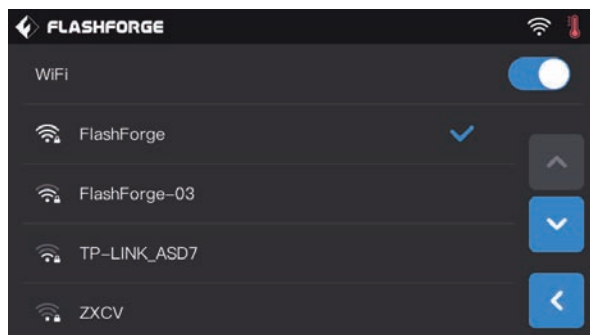 FLASHFORGE
WiFi
FlashForge
FlashForge-03
TP-LINK_ASD7
ZXCV